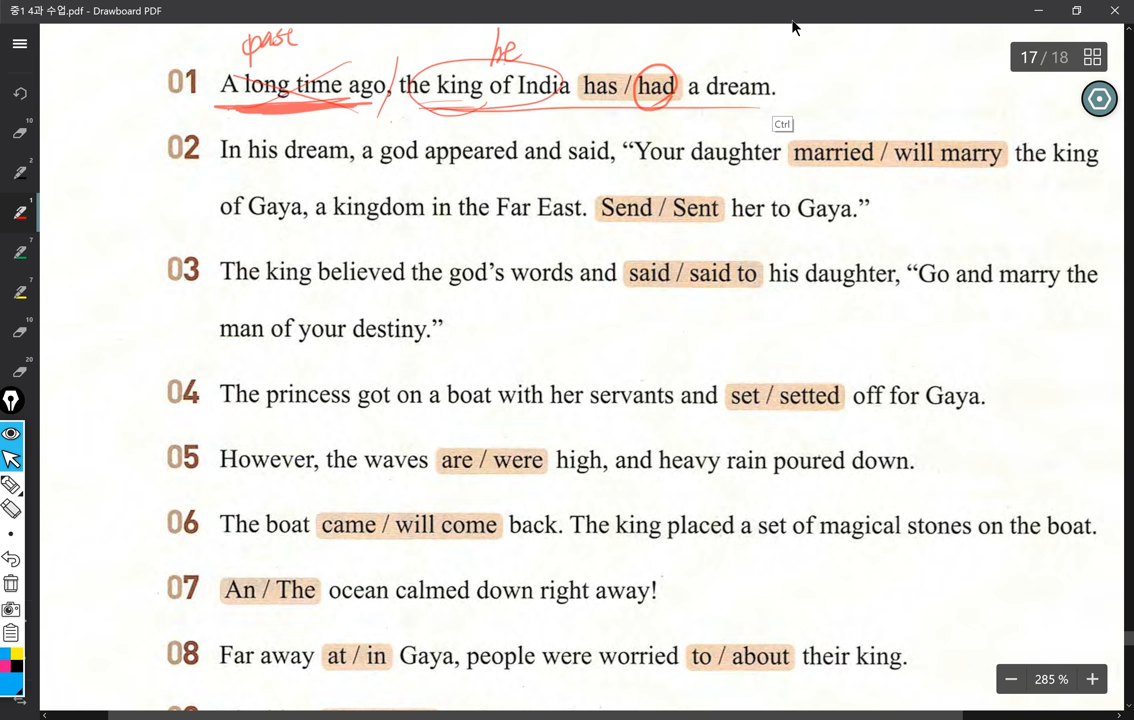 중1 4과 수업.pdf - Drawboard PDF
17 / 18
past
he
01 A long time ago, the king of India has / had a dream.
Ctrl
02 In his dream, a god appeared and said, “Your daughter married / will marry the king
of Gaya, a kingdom in the Far East. Send / Sent her to Gaya.”
03 The king believed the god’s words and said / said to his daughter, “Go and marry the
man of your destiny.”
04 The princess got on a boat with her servants and set / setted off for Gaya.
05 However, the waves are / were high, and heavy rain poured down.
06 The boat came / will come back. The king placed a set of magical stones on the boat.
07 An / The ocean calmed down right away!
08 Far away at / in Gaya, people were worried to / about their king.
10
2
1
7
7
10
20
285 %